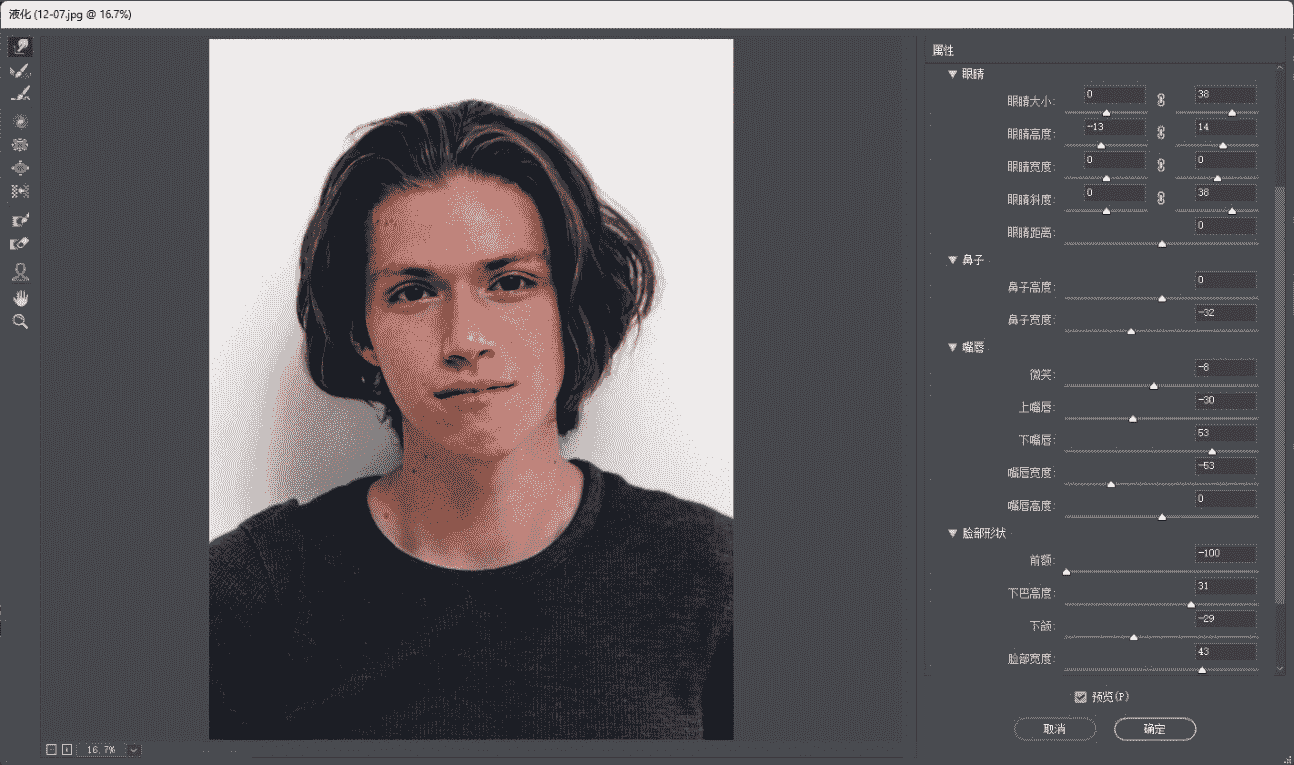 液化 (12-07.jpg @ 16.7%)
属性
眼睛
眼睛大小: 0 38
眼睛高度: -13 14
眼睛宽度: 0 0
眼睛斜度: 0 38
眼睛距离: 0
鼻子
鼻子高度: 0
鼻子宽度: -32
嘴唇
微笑: -8
上嘴唇: -30
下嘴唇: 53
嘴唇宽度: -53
嘴唇高度: 0
脸部形状
前额: -100
下巴高度: 31
下颌: -29
脸部宽度: 43
预览(P)
取消 确定
16.7%